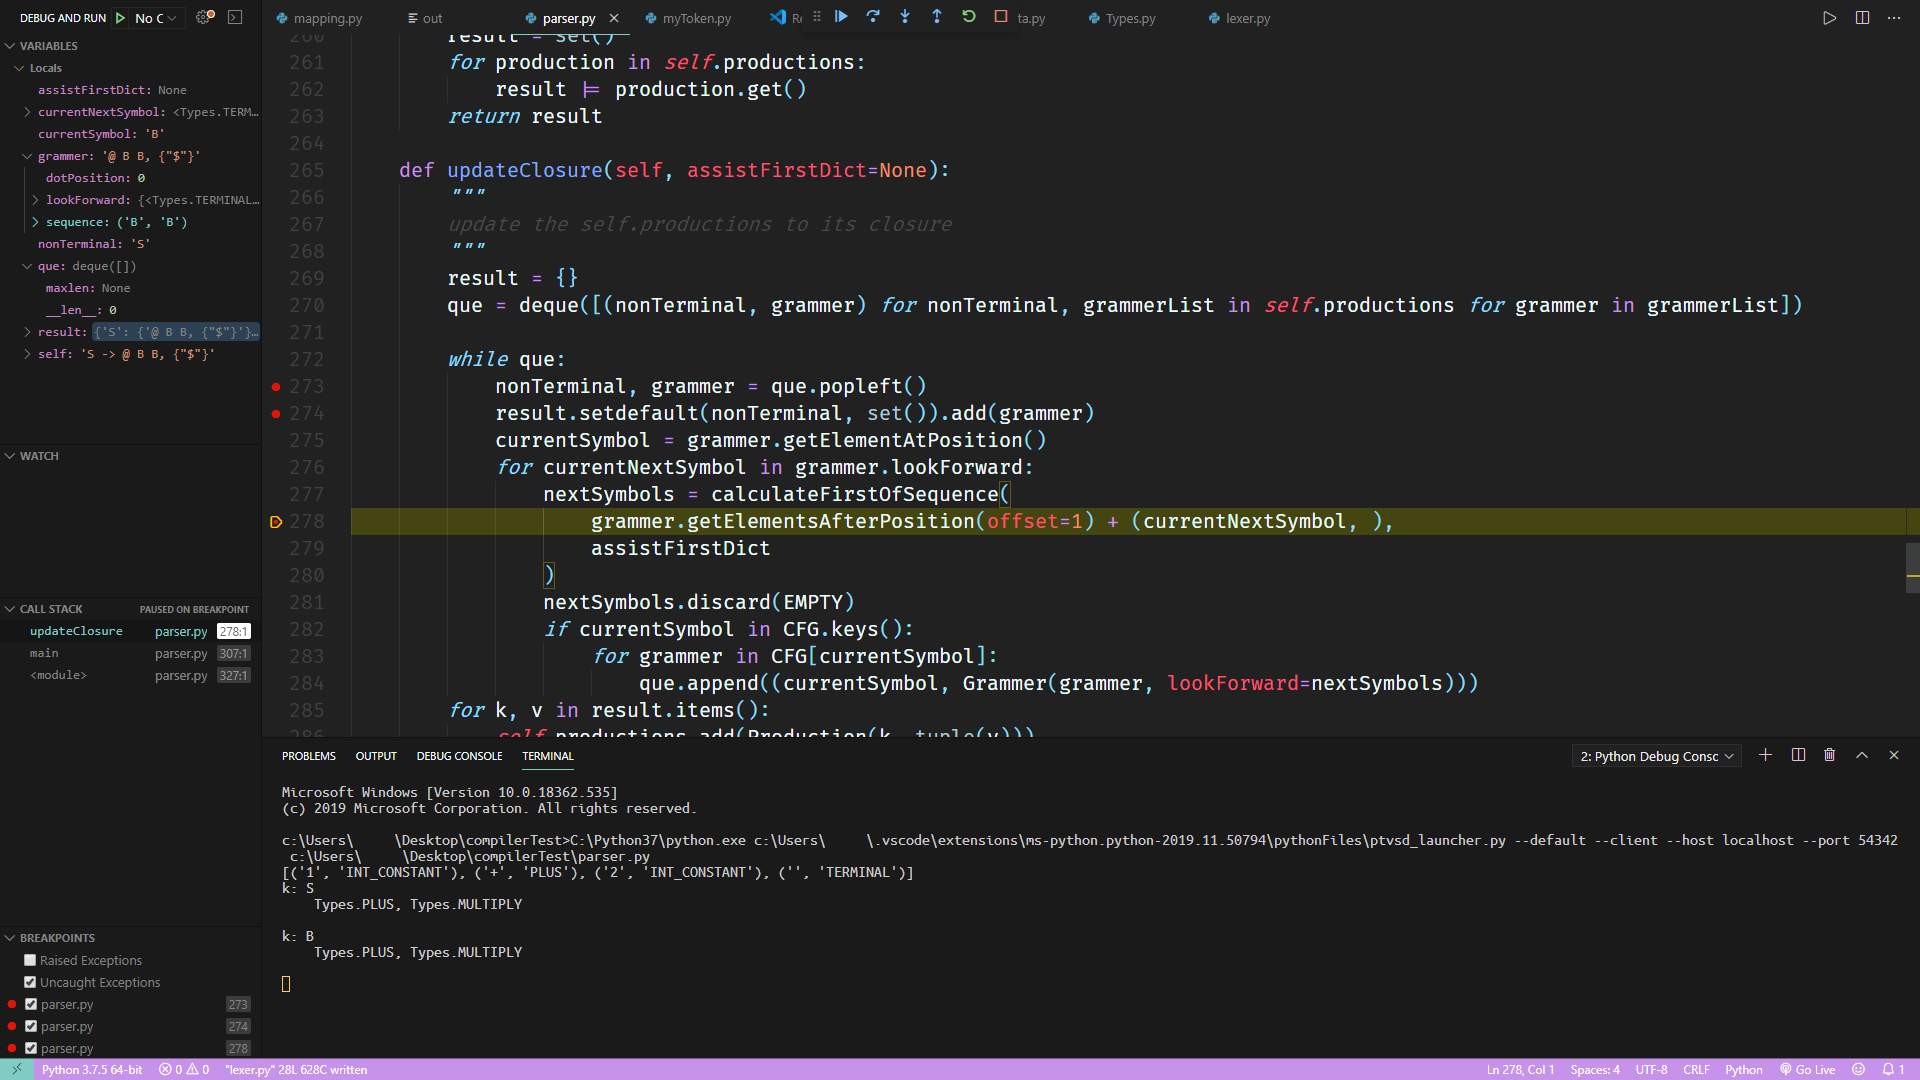 DEBUG AND RUN No C
mapping.py out parser.py myToken.py Re ta.py Types.py lexer.py
VARIABLES
Locals
assistFirstDict: None
currentNextSymbol: <Types.TERM…
currentSymbol: 'B'
grammer: '@ B B, {"$"}'
dotPosition: 0
lookForward: {<Types.TERMINAL…
sequence: ('B', 'B')
nonTerminal: 'S'
que: deque([])
maxlen: None
__len__: 0
result: {'S': {'@ B B, {"$"}'}…
self: 'S -> @ B B, {"$"}'
WATCH
CALL STACK PAUSED ON BREAKPOINT
updateClosure parser.py 278:1
main parser.py 307:1
<module> parser.py 327:1
BREAKPOINTS
Raised Exceptions
Uncaught Exceptions
parser.py 273
parser.py 274
parser.py 278
260 result = set()
261 for production in self.productions:
262 result |= production.get()
263 return result
264
265 def updateClosure(self, assistFirstDict=None):
266 """
267 update the self.productions to its closure
268 """
269 result = {}
270 que = deque([(nonTerminal, grammer) for nonTerminal, grammerList in self.productions for grammer in grammerList])
271
272 while que:
273 nonTerminal, grammer = que.popleft()
274 result.setdefault(nonTerminal, set()).add(grammer)
275 currentSymbol = grammer.getElementAtPosition()
276 for currentNextSymbol in grammer.lookForward:
277 nextSymbols = calculateFirstOfSequence(
278 grammer.getElementsAfterPosition(offset=1) + (currentNextSymbol, ),
279 assistFirstDict
280 )
281 nextSymbols.discard(EMPTY)
282 if currentSymbol in CFG.keys():
283 for grammer in CFG[currentSymbol]:
284 que.append((currentSymbol, Grammer(grammer, lookForward=nextSymbols)))
285 for k, v in result.items():
286 self.productions.add(Production(k, tuple(v)))
PROBLEMS OUTPUT DEBUG CONSOLE TERMINAL 2: Python Debug Consc
Microsoft Windows [Version 10.0.18362.535]
(c) 2019 Microsoft Corporation. All rights reserved.
c:\Users\ \Desktop\compilerTest>C:\Python37\python.exe c:\Users\ \.vscode\extensions\ms-python.python-2019.11.50794\pythonFiles\ptvsd_launcher.py --default --client --host localhost --port 54342
c:\Users\ \Desktop\compilerTest\parser.py
[('1', 'INT_CONSTANT'), ('+', 'PLUS'), ('2', 'INT_CONSTANT'), ('', 'TERMINAL')]
k: S
Types.PLUS, Types.MULTIPLY
k: B
Types.PLUS, Types.MULTIPLY
Python 3.7.5 64-bit 0 0 "lexer.py" 28L 628C written Ln 278, Col 1 Spaces: 4 UTF-8 CRLF Python Go Live 1